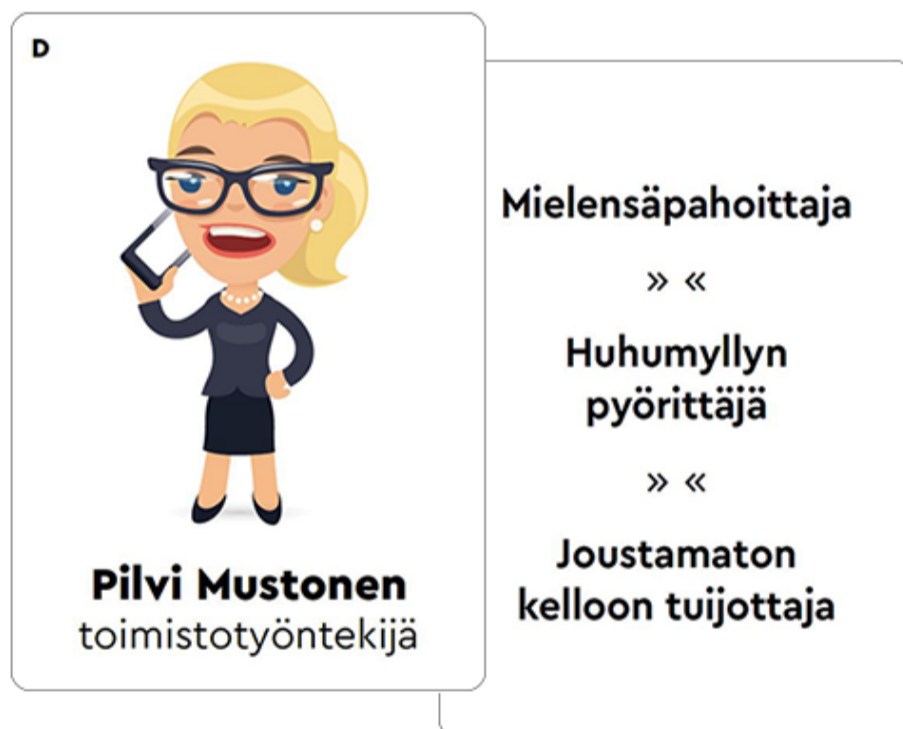 D
Pilvi Mustonen
toimistotyöntekijä
Mielensäpahoittaja
» «
Huhumyllyn
pyörittäjä
» «
Joustamaton
kelloon tuijottaja